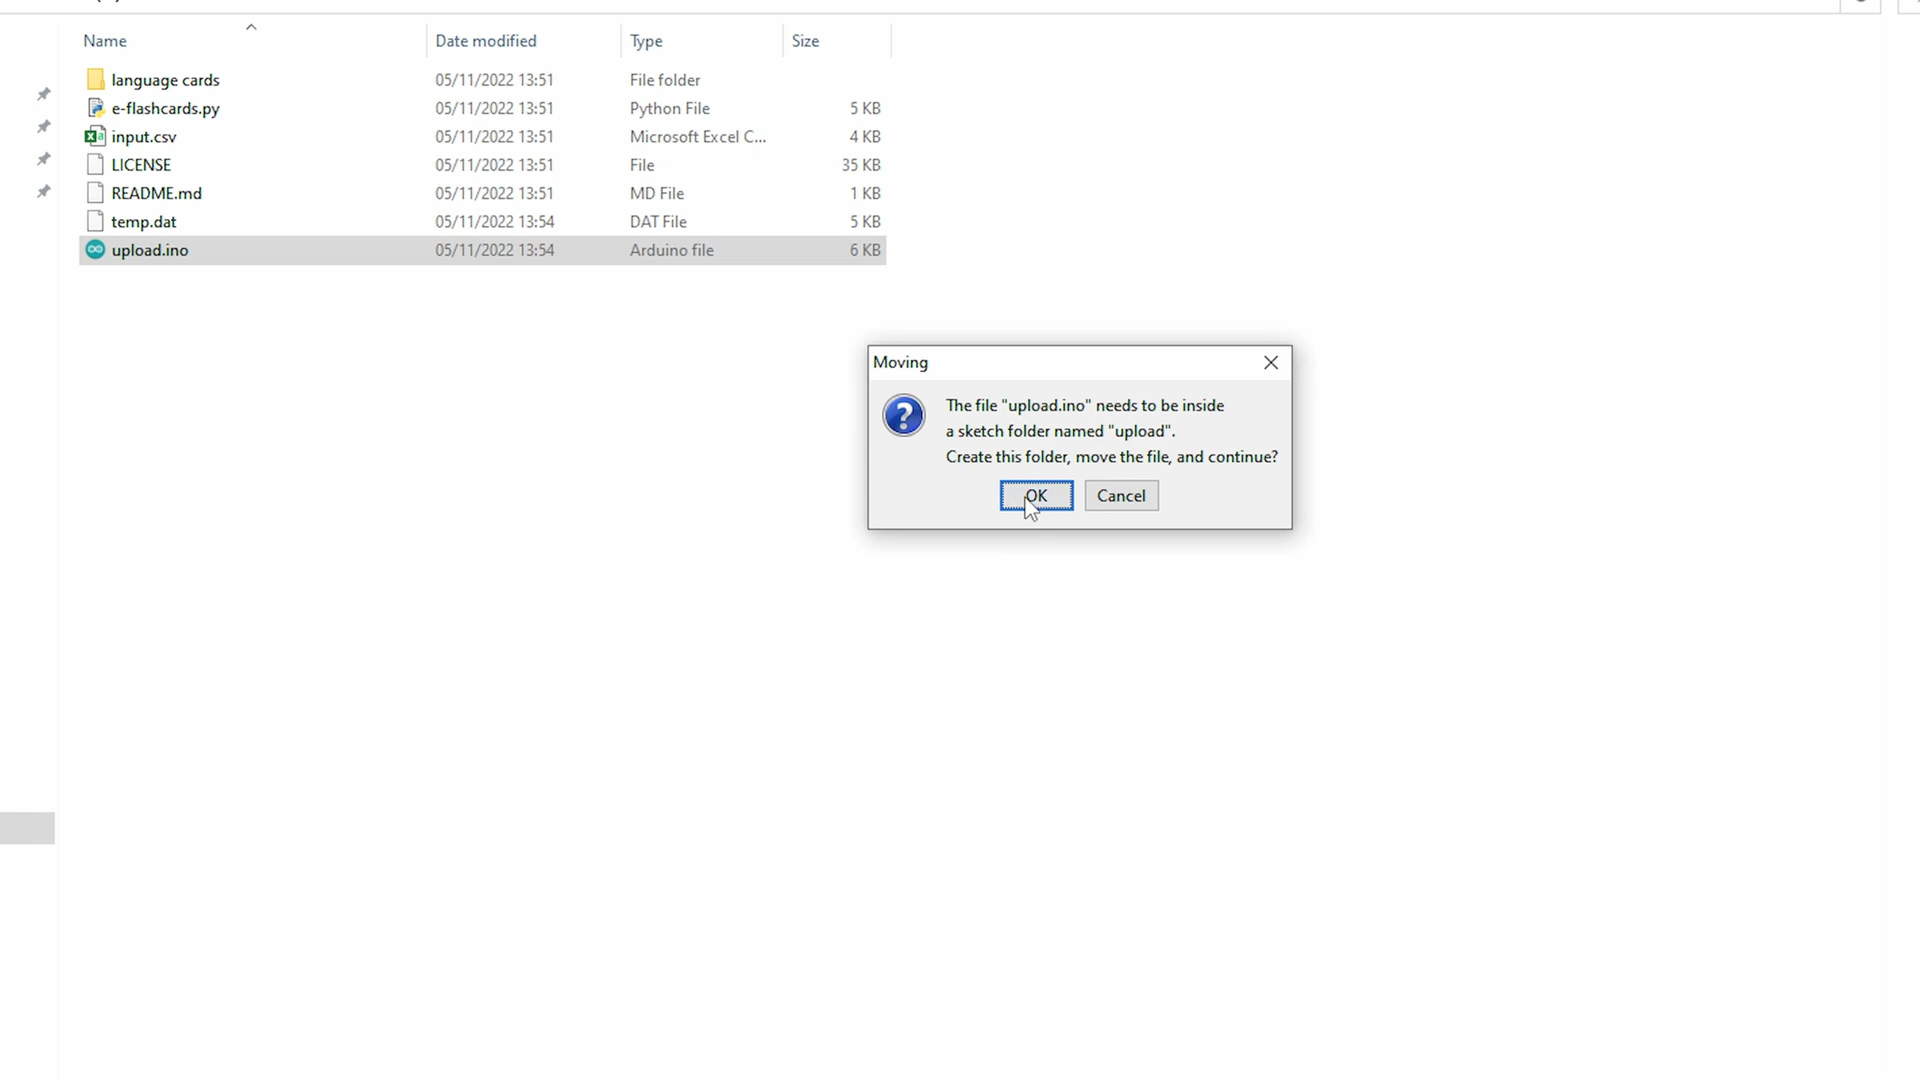 Name Date modified Type Size
language cards 05/11/2022 13:51 File folder
e-flashcards.py 05/11/2022 13:51 Python File 5 KB
input.csv 05/11/2022 13:51 Microsoft Excel C... 4 KB
LICENSE 05/11/2022 13:51 File 35 KB
README.md 05/11/2022 13:51 MD File 1 KB
temp.dat 05/11/2022 13:54 DAT File 5 KB
upload.ino 05/11/2022 13:54 Arduino file 6 KB
Moving
The file "upload.ino" needs to be inside
a sketch folder named "upload".
Create this folder, move the file, and continue?
OK Cancel